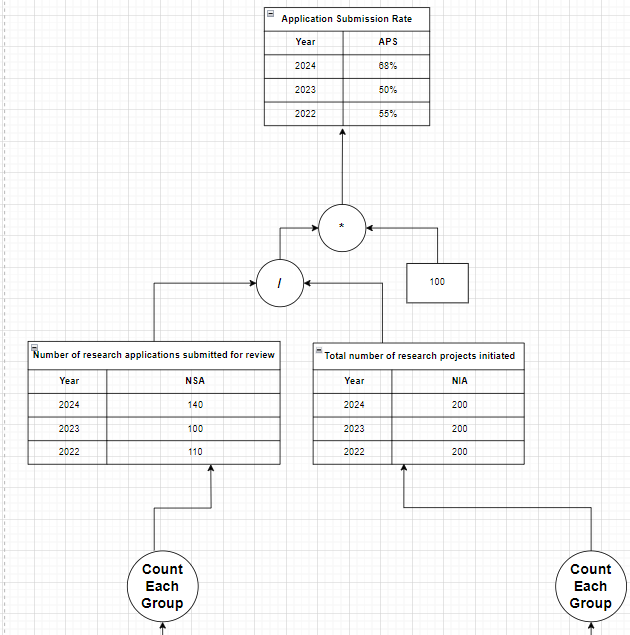 Application Submission Rate
Year APS
2024 68%
2023 50%
2022 55%
*
/
100
Number of research applications submitted for review
Year NSA
2024 140
2023 100
2022 110
Total number of research projects initiated
Year NIA
2024 200
2023 200
2022 200
Count
Each
Group
Count
Each
Group